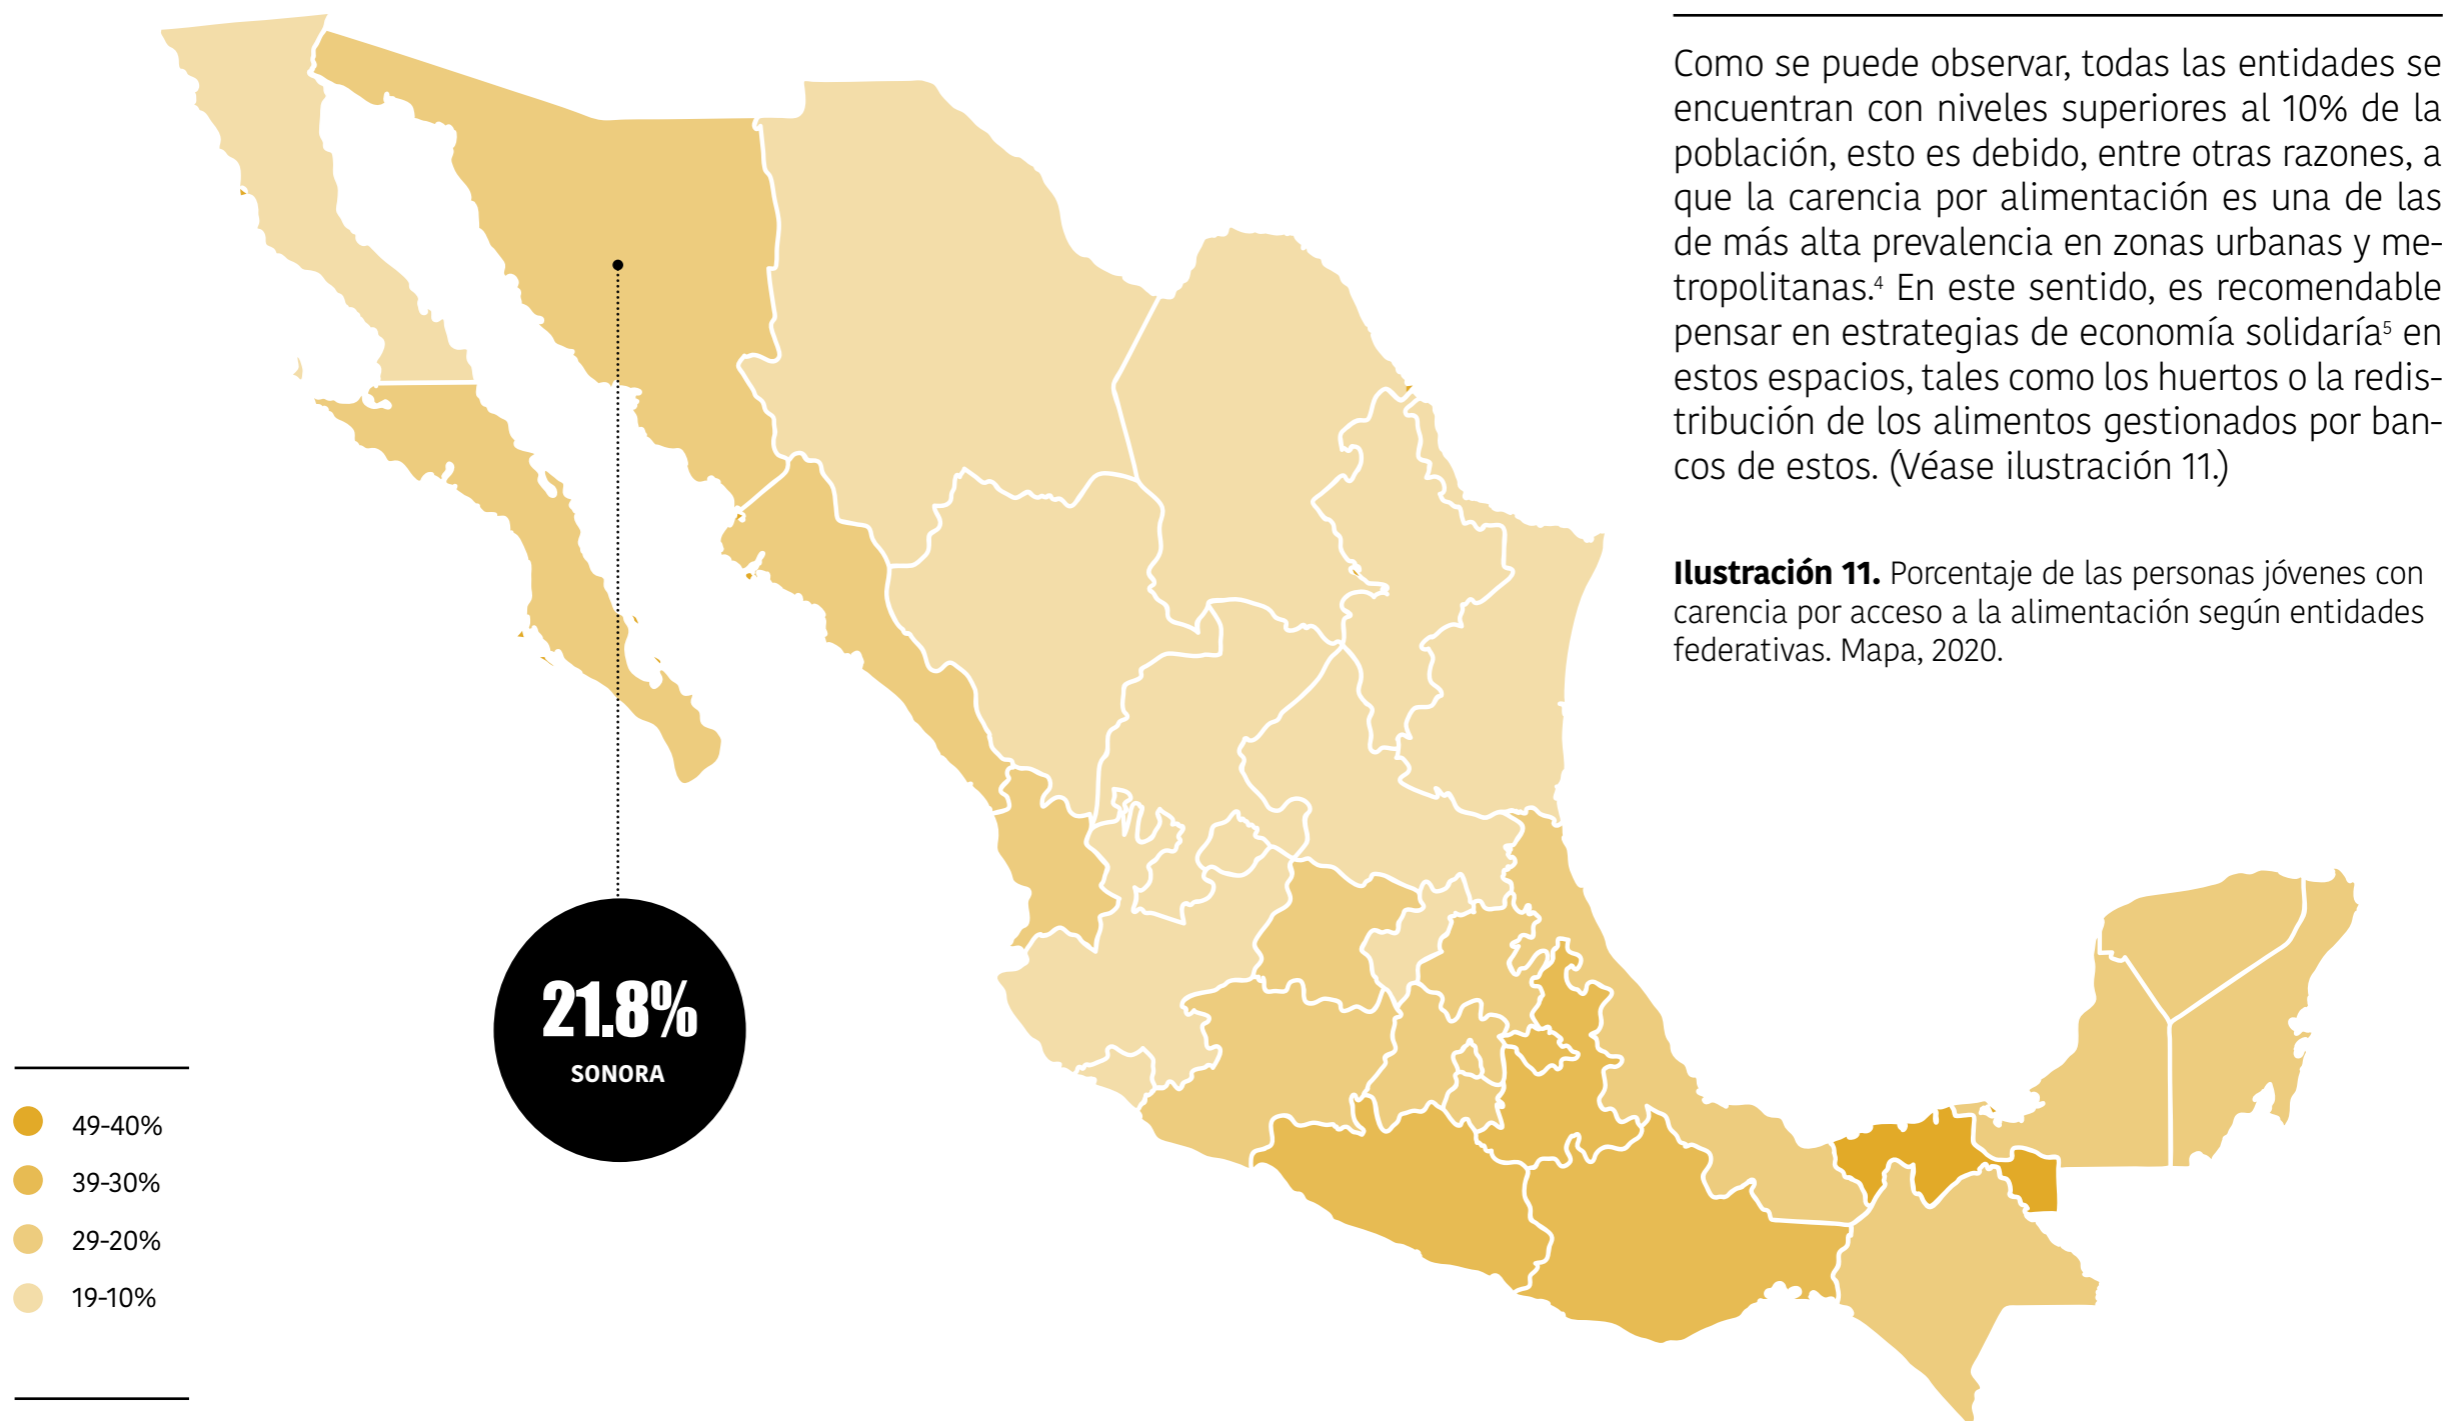 Como se puede observar, todas las entidades se
encuentran con niveles superiores al 10% de la
población, esto es debido, entre otras razones, a
que la carencia por alimentación es una de las
de más alta prevalencia en zonas urbanas y me-
tropolitanas.⁴ En este sentido, es recomendable
pensar en estrategias de economía solidaría⁵ en
estos espacios, tales como los huertos o la redis-
tribución de los alimentos gestionados por ban-
cos de estos. (Véase ilustración 11.)
Ilustración 11. Porcentaje de las personas jóvenes con
carencia por acceso a la alimentación según entidades
federativas. Mapa, 2020.
21.8%
SONORA
49-40%
39-30%
29-20%
19-10%